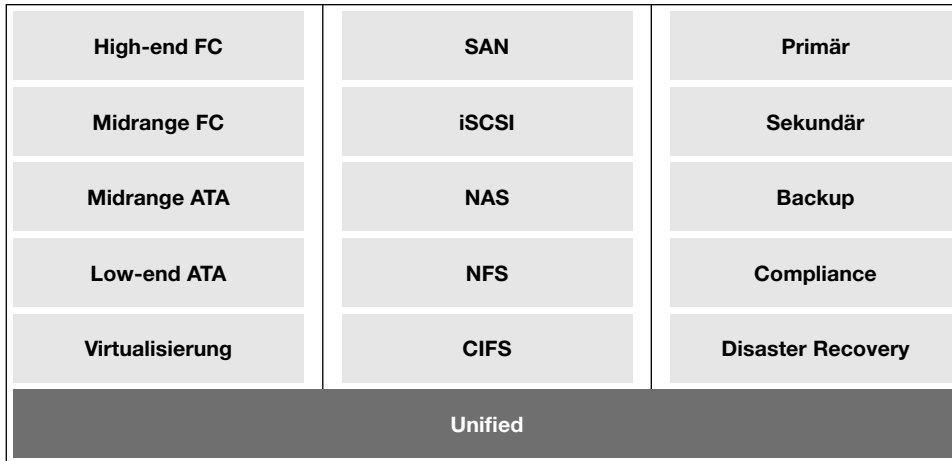 High-end FC
SAN
Primär
Midrange FC
iSCSI
Sekundär
Midrange ATA
NAS
Backup
Low-end ATA
NFS
Compliance
Virtualisierung
CIFS
Disaster Recovery
Unified